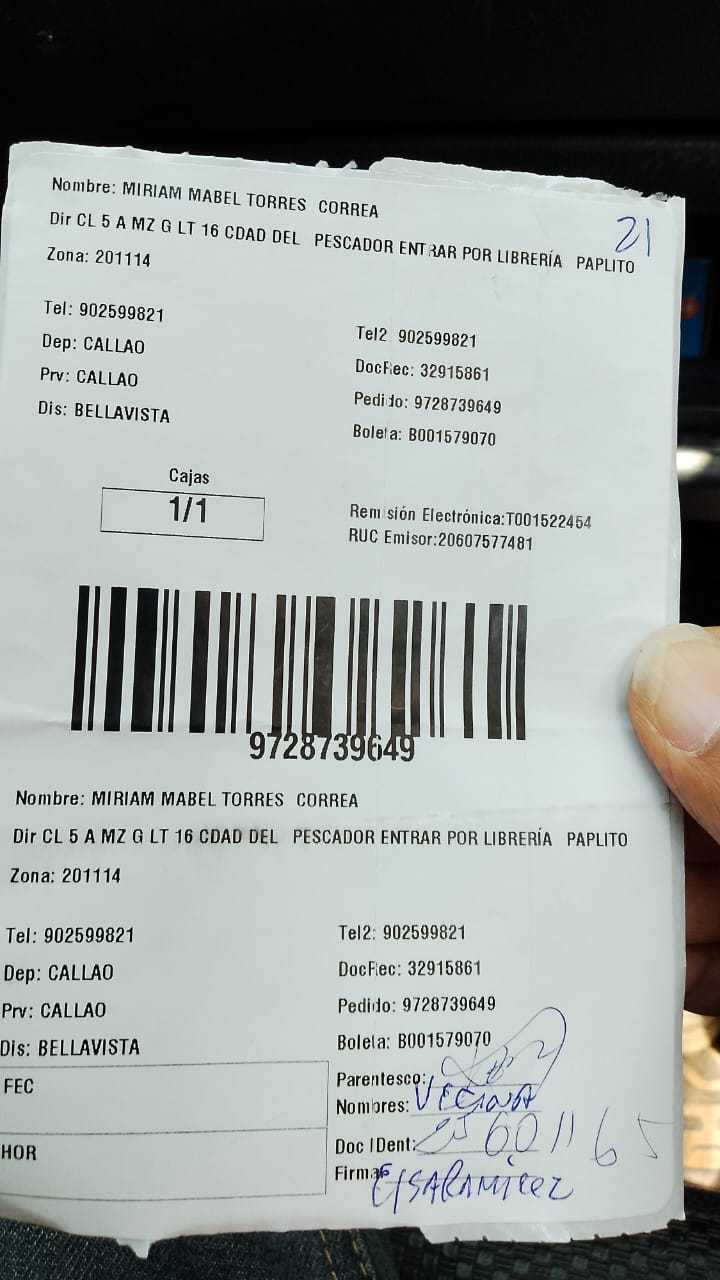 21
Nombre: MIRIAM MABEL TORRES CORREA
Dir CL 5 A MZ G LT 16 CDAD DEL PESCADOR ENTRAR POR LIBRERÍA PAPLITO
Zona: 201114
Tel: 902599821
Tel2 902599821
Dep: CALLAO
DocRec: 32915861
Prv: CALLAO
Pedido: 9728739649
Dis: BELLAVISTA
Boleta: B001579070
Cajas
1/1
Remisión Electrónica:T001522454
RUC Emisor:20607577481
9728739649
Nombre: MIRIAM MABEL TORRES CORREA
Dir CL 5 A MZ G LT 16 CDAD DEL PESCADOR ENTRAR POR LIBRERÍA PAPLITO
Zona: 201114
Tel: 902599821
Tel2: 902599821
Dep: CALLAO
DocRec: 32915861
Prv: CALLAO
Pedido: 9728739649
Dis: BELLAVISTA
Boleta: B001579070
FEC
Parentesco:
Nombres: VECINA
HOR
Doc IDent: 25601165
Firma: ElsA RAMÍREZ